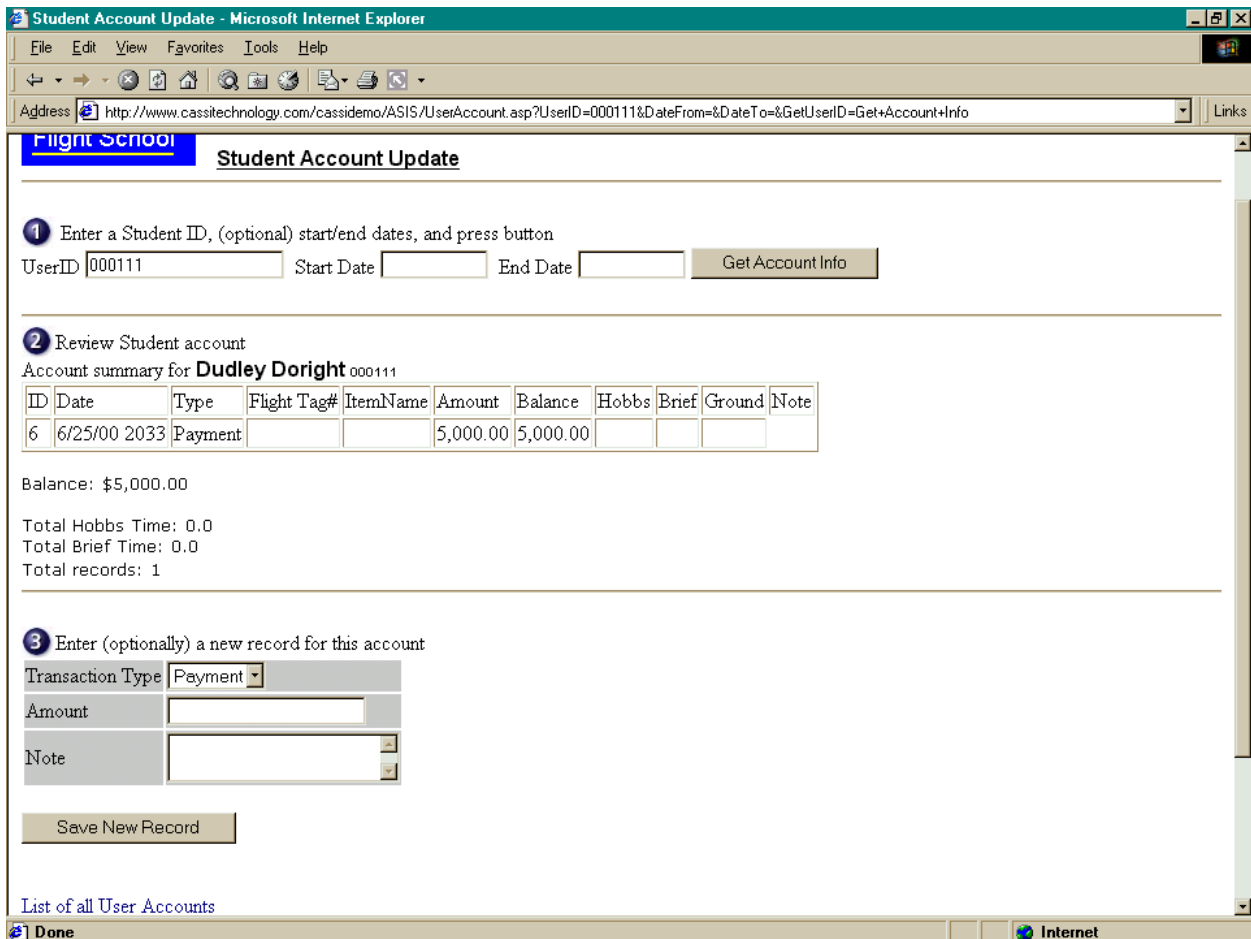 Student Account Update - Microsoft Internet Explorer
File Edit View Favorites Tools Help
Address http://www.cassitechnology.com/cassidemo/ASIS/UserAccount.asp?UserID=000111&DateFrom=&DateTo=&GetUserID=Get+Account+Info Links
Flight School
Student Account Update
1 Enter a Student ID, (optional) start/end dates, and press button
UserID 000111 Start Date End Date Get Account Info
2 Review Student account
Account summary for Dudley Doright 000111
ID Date Type Flight Tag# ItemName Amount Balance Hobbs Brief Ground Note
6 6/25/00 2033 Payment 5,000.00 5,000.00
Balance: $5,000.00
Total Hobbs Time: 0.0
Total Brief Time: 0.0
Total records: 1
3 Enter (optionally) a new record for this account
Transaction Type Payment
Amount
Note
Save New Record
List of all User Accounts
Done Internet